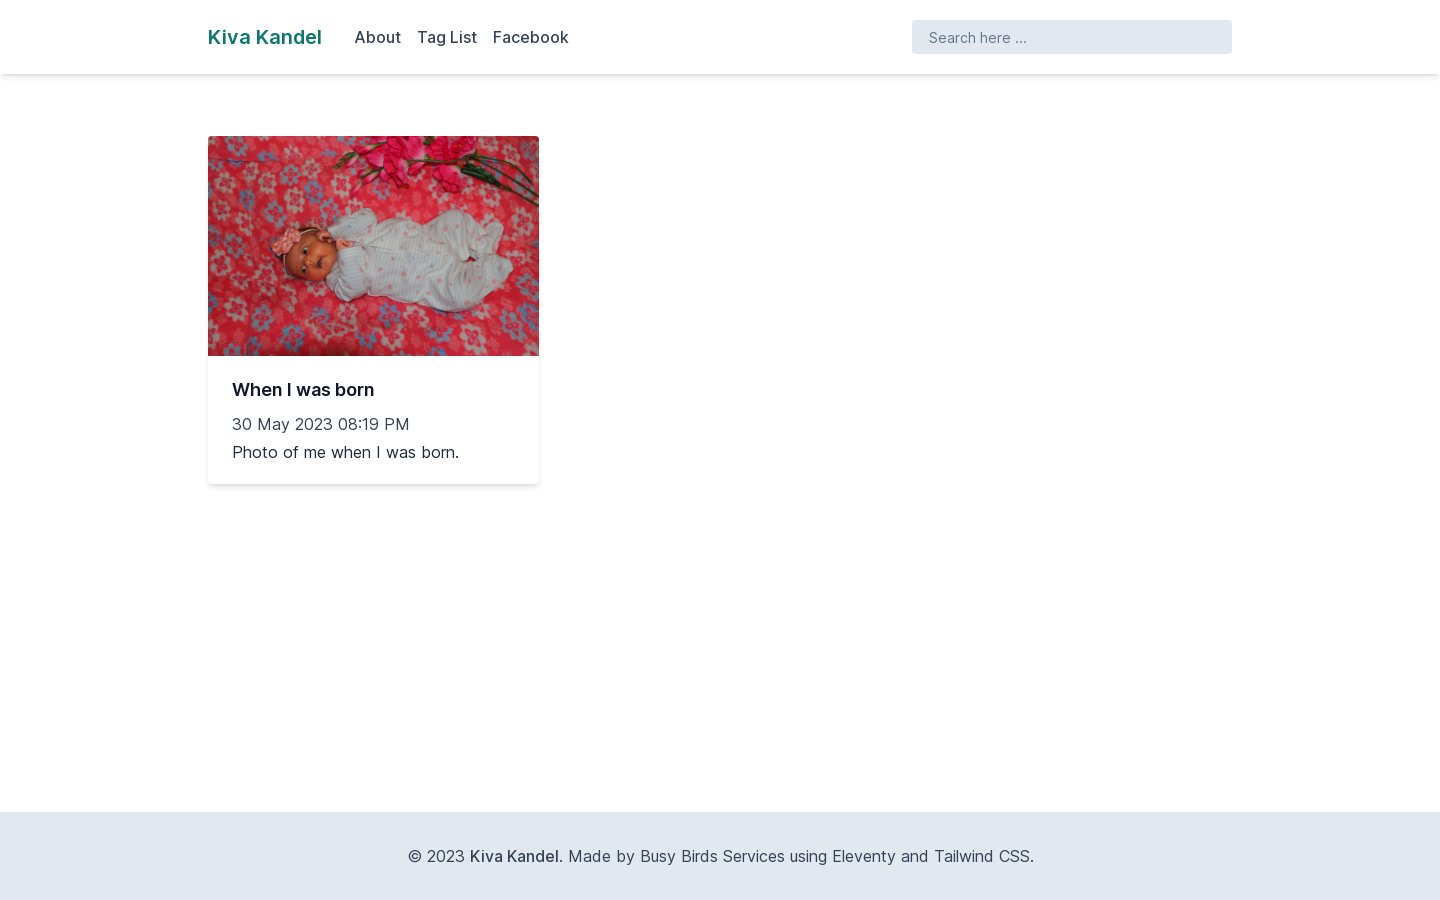 Kiva Kandel
About
Tag List
Facebook
Search here ...
When I was born
30 May 2023 08:19 PM
Photo of me when I was born.
© 2023 Kiva Kandel. Made by Busy Birds Services using Eleventy and Tailwind CSS.